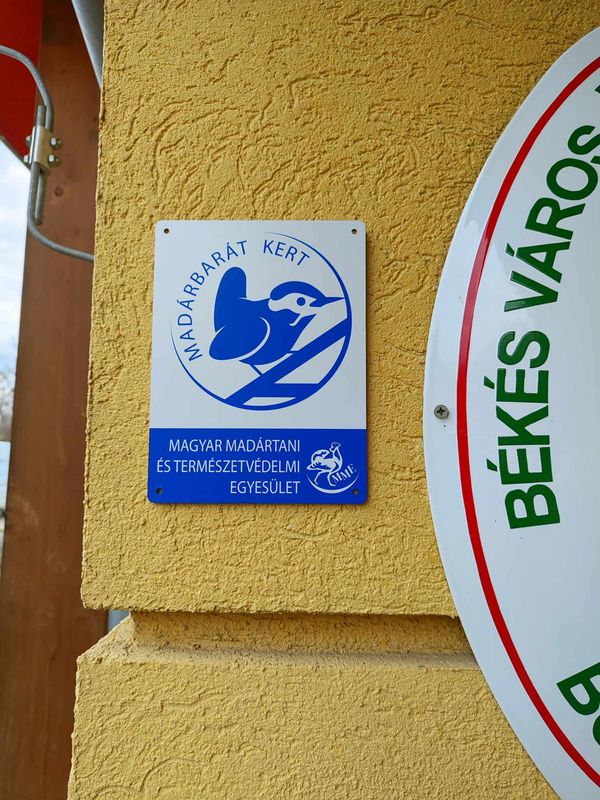 MADÁRBARÁT KERT
MAGYAR MADÁRTANI
ÉS TERMÉSZETVÉDELMI
EGYESÜLET
MME
BÉKÉS VÁROS